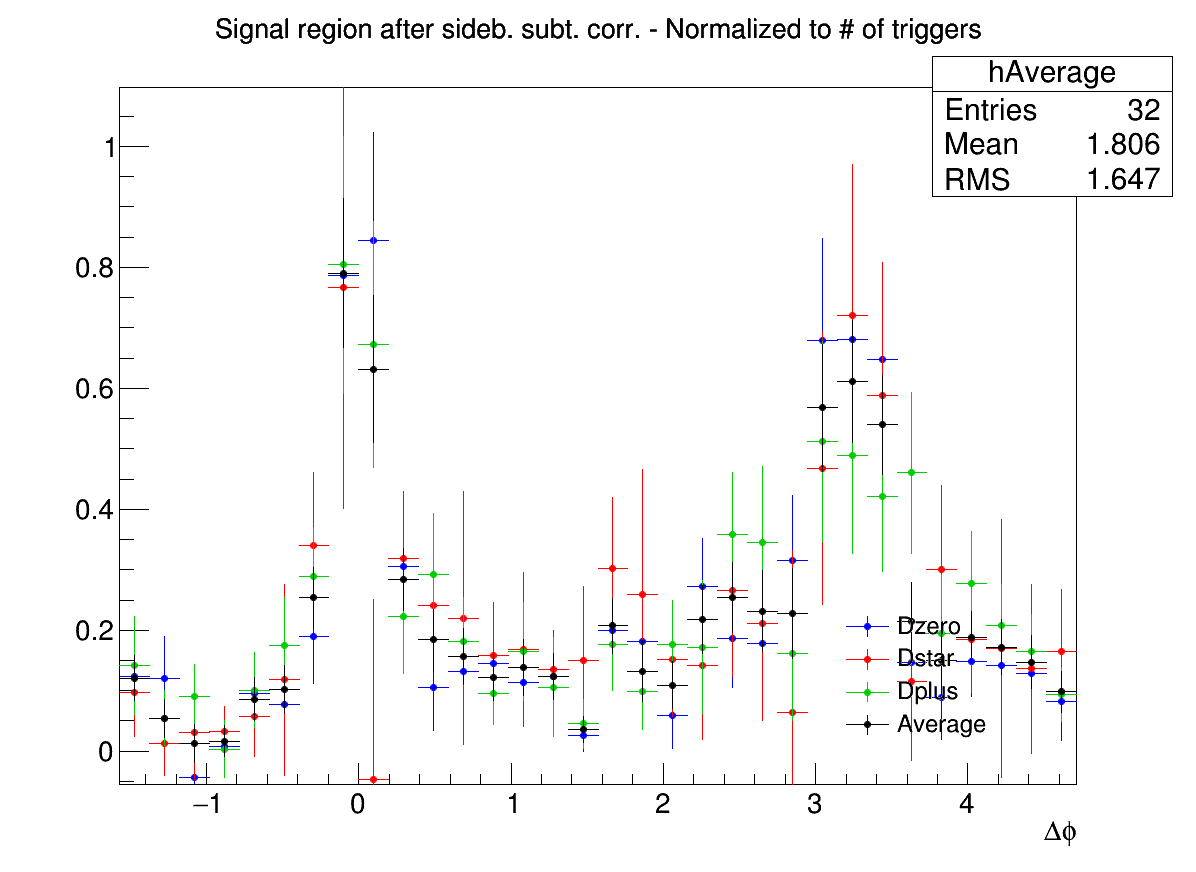 Signal region after sideb. subt. corr. - Normalized to # of triggers
hAverage
Entries 32
Mean 1.806
RMS 1.647
1
0.8
0.6
0.4
0.2
0
Dzero
Dstar
Dplus
Average
−1 0 1 2 3 4
Δϕ